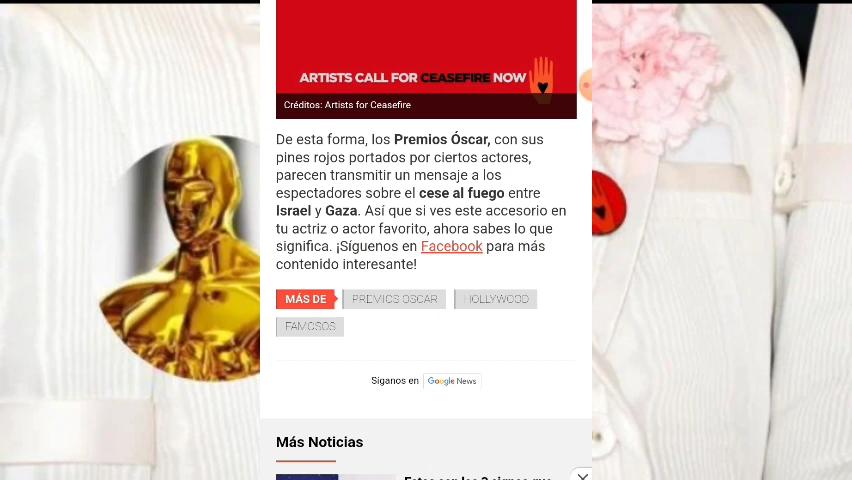 ARTISTS CALL FOR CEASEFIRE NOW
Créditos: Artists for Ceasefire
De esta forma, los Premios Óscar, con sus
pines rojos portados por ciertos actores,
parecen transmitir un mensaje a los
espectadores sobre el cese al fuego entre
Israel y Gaza. Así que si ves este accesorio en
tu actriz o actor favorito, ahora sabes lo que
significa. ¡Síguenos en Facebook para más
contenido interesante!
MÁS DE PREMIOS OSCAR HOLLYWOOD
FAMOSOS
Síganos en Google News
Más Noticias